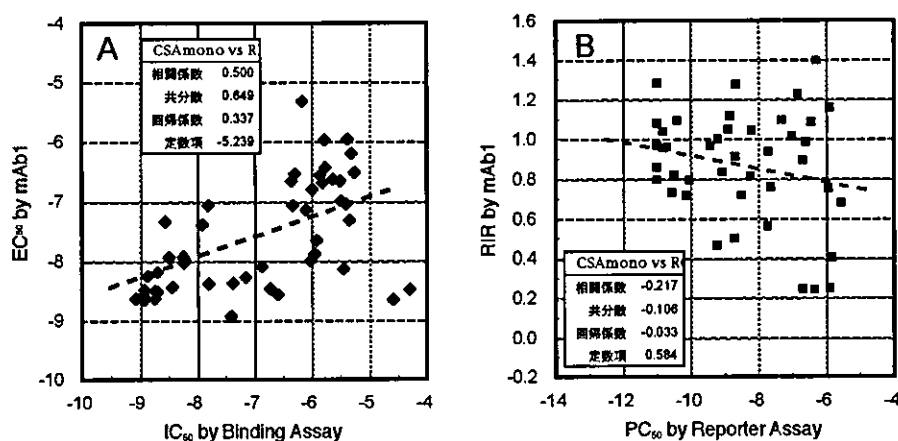 A
CSAmono vs R
相関係数 0.500
共分散 0.649
回帰係数 0.337
定数項 -5.239
-4
-5
-6
-7
-8
-9
-10
EC⁵⁰ by mAb1
-10 -9 -8 -7 -6 -5 -4
IC₅₀ by Binding Assay
B
1.6
1.4
1.2
1.0
0.8
0.6
0.4
0.2
0.0
-0.2
RIR by mAb1
CSAmono vs R
相関係数 -0.217
共分散 -0.106
回帰係数 -0.033
定数項 0.584
-14 -12 -10 -8 -6 -4
PC₅₀ by Reporter Assay